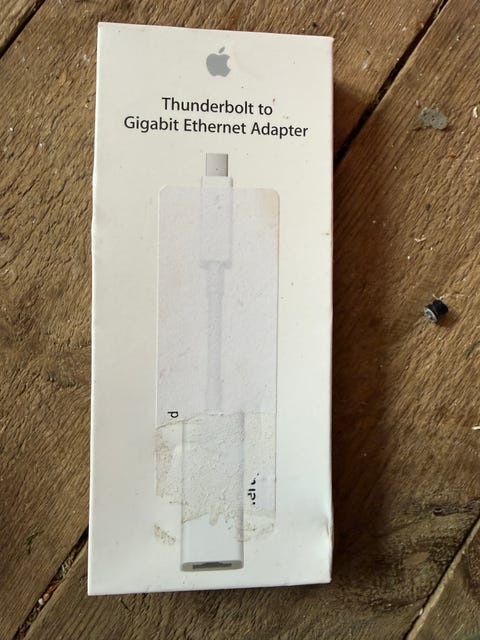 Thunderbolt to
Gigabit Ethernet Adapter